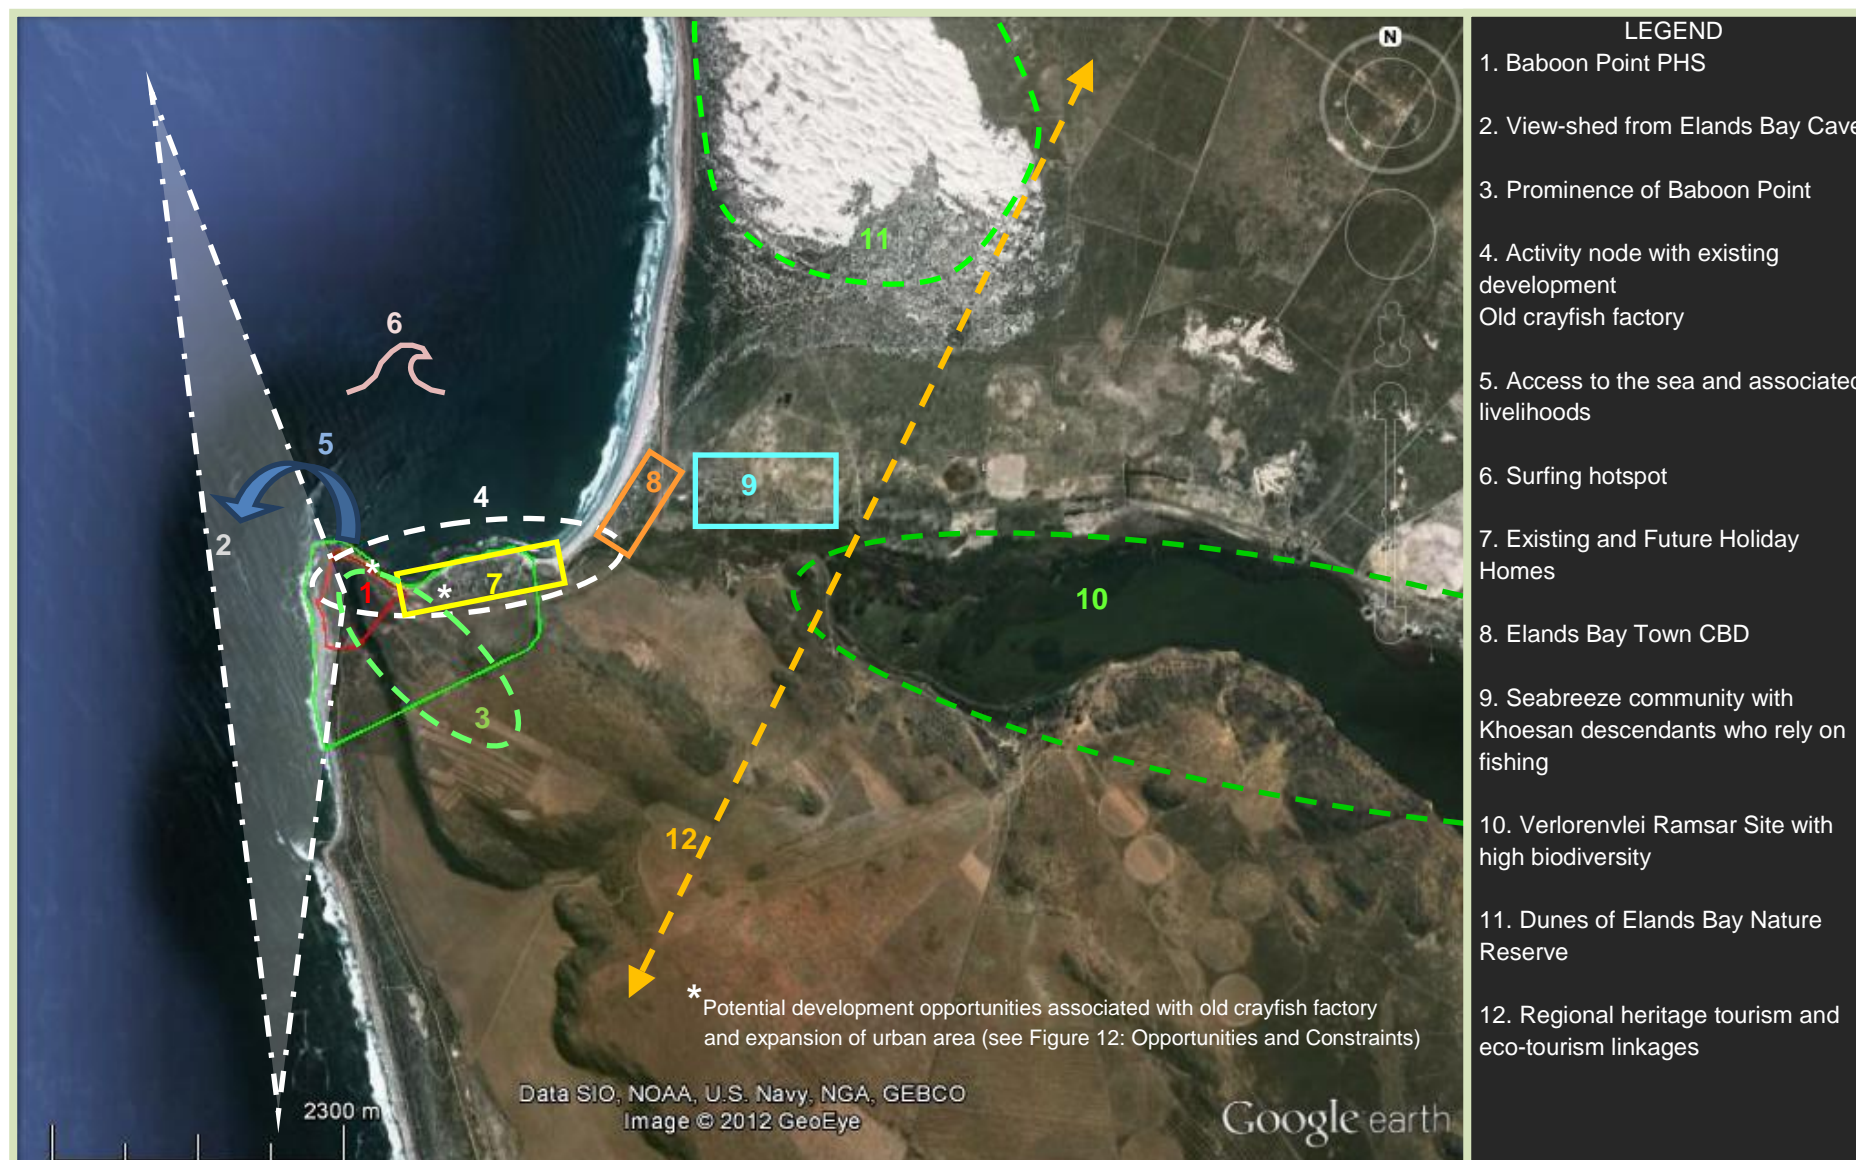 N
11
6
5
8
9
4
2
*
1
*
7
10
3
12
*Potential development opportunities associated with old crayfish factory
and expansion of urban area (see Figure 12: Opportunities and Constraints)
Data SIO, NOAA, U.S. Navy, NGA, GEBCO
Image © 2012 GeoEye
2300 m
Google earth
LEGEND
1. Baboon Point PHS
2. View-shed from Elands Bay Cave
3. Prominence of Baboon Point
4. Activity node with existing
development
Old crayfish factory
5. Access to the sea and associated
livelihoods
6. Surfing hotspot
7. Existing and Future Holiday
Homes
8. Elands Bay Town CBD
9. Seabreeze community with
Khoesan descendants who rely on
fishing
10. Verlorenvlei Ramsar Site with
high biodiversity
11. Dunes of Elands Bay Nature
Reserve
12. Regional heritage tourism and
eco-tourism linkages